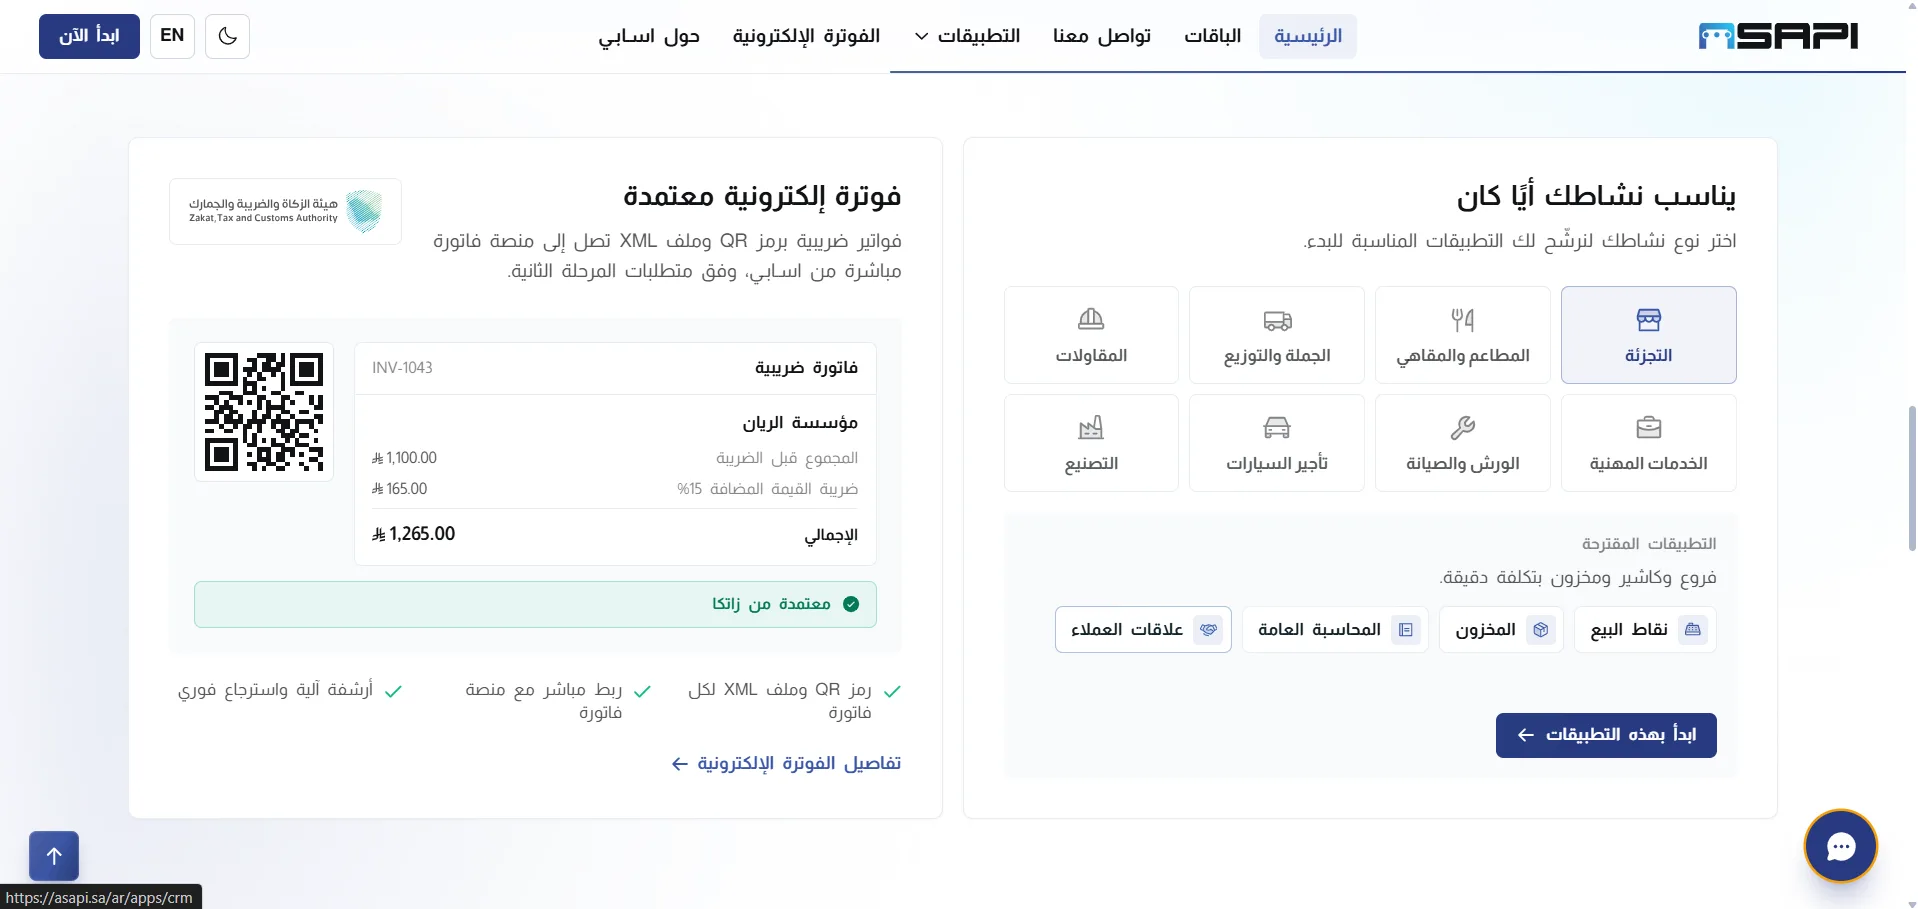 ASAPI
الرئيسية
الباقات
تواصل معنا
التطبيقات
الفوترة الإلكترونية
حول اسابي
EN
ابدأ الآن
يناسب نشاطك أيًا كان
اختر نوع نشاطك لنرشّح لك التطبيقات المناسبة للبدء.
التجزئة
المطاعم والمقاهي
الجملة والتوزيع
المقاولات
الخدمات المهنية
الورش والصيانة
تأجير السيارات
التصنيع
التطبيقات المقترحة
فروع وكاشير ومخزون بتكلفة دقيقة.
نقاط البيع
المخزون
المحاسبة العامة
علاقات العملاء
ابدأ بهذه التطبيقات
فوترة إلكترونية معتمدة
فواتير ضريبية برمز QR وملف XML تصل إلى منصة فاتورة
مباشرة من اسابي، وفق متطلبات المرحلة الثانية.
هيئة الزكاة والضريبة والجمارك
Zakat, Tax and Customs Authority
فاتورة ضريبية
INV-1043
مؤسسة الريان
المجموع قبل الضريبة
1,100.00
ضريبة القيمة المضافة 15%
165.00
الإجمالي
1,265.00
معتمدة من زاتكا
رمز QR وملف XML لكل
فاتورة
ربط مباشر مع منصة
فاتورة
أرشفة آلية واسترجاع فوري
تفاصيل الفوترة الإلكترونية
https://asapi.sa/ar/apps/crm